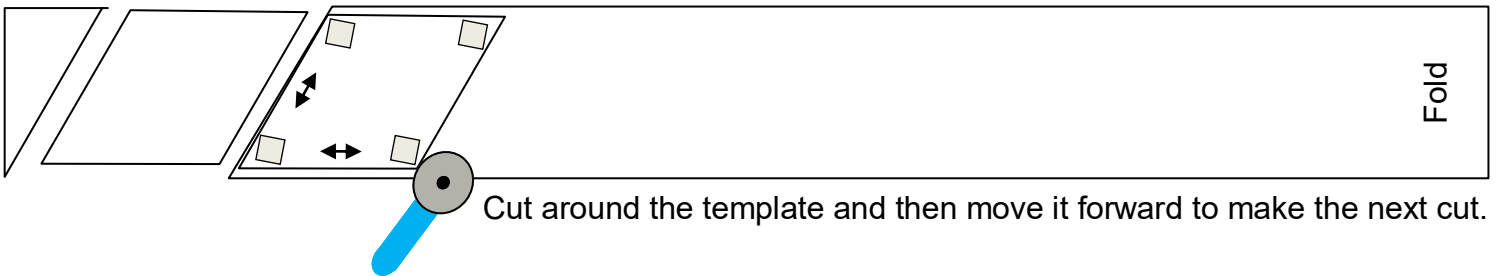 Fold
Cut around the template and then move it forward to make the next cut.